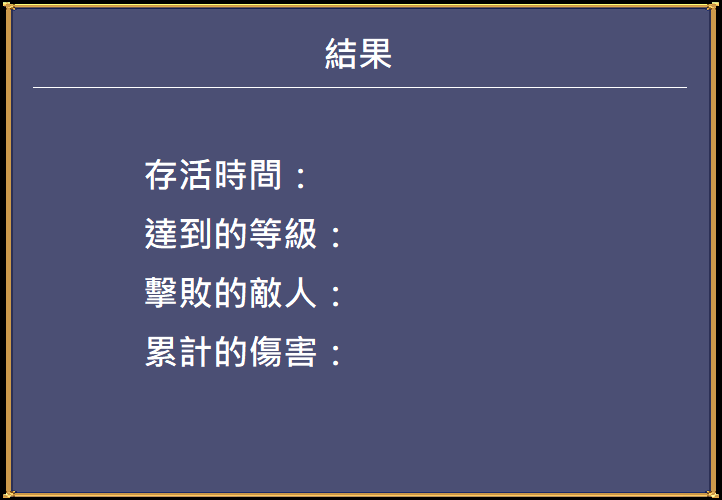 結果
存活時間：
達到的等級：
擊敗的敵人：
累計的傷害：